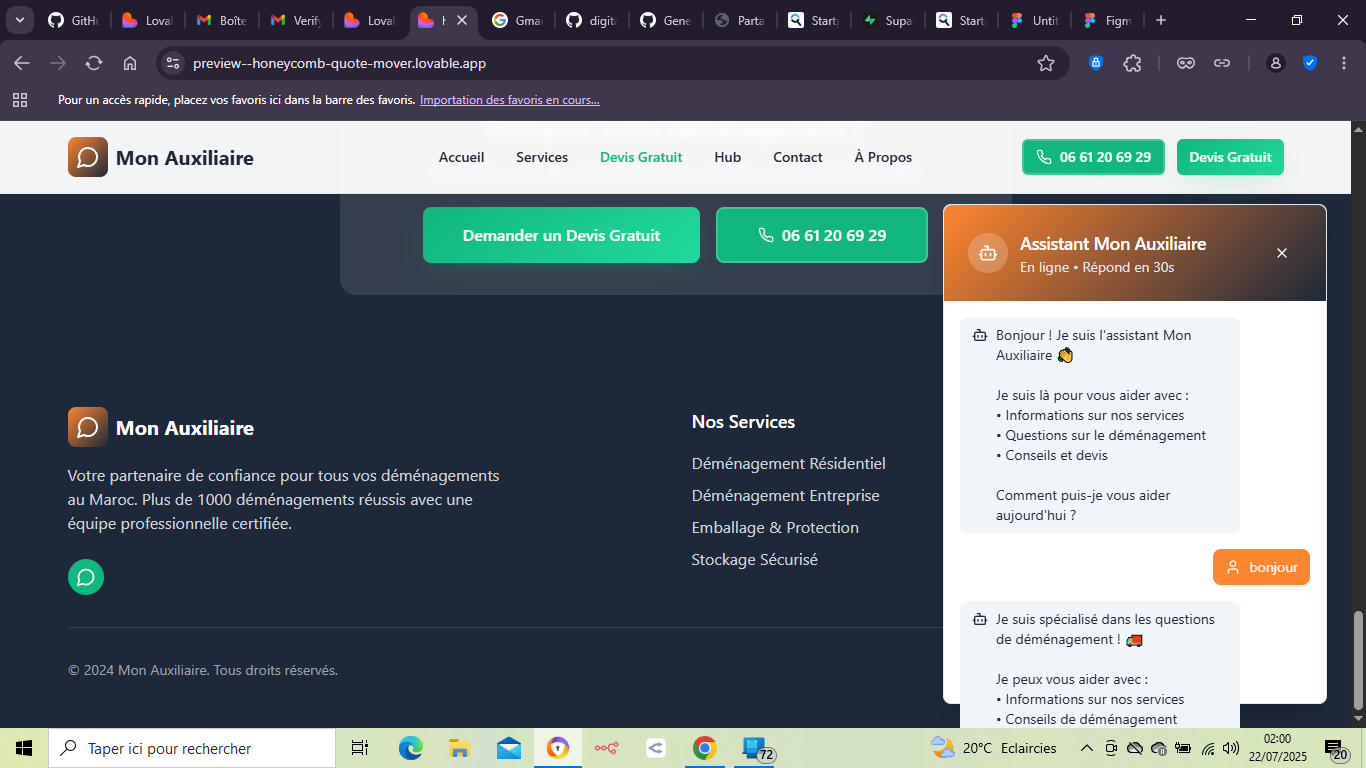 GitHu
Loval
Boîte
Verify
Loval
Gmai
digita
Gene
Parta
Startp
Supa
Startp
Untit
Figm
preview--honeycomb-quote-mover.lovable.app
Pour un accès rapide, placez vos favoris ici dans la barre des favoris. Importation des favoris en cours...
Mon Auxiliaire
Accueil
Services
Devis Gratuit
Hub
Contact
À Propos
06 61 20 69 29
Devis Gratuit
Demander un Devis Gratuit
06 61 20 69 29
Mon Auxiliaire
Votre partenaire de confiance pour tous vos déménagements
au Maroc. Plus de 1000 déménagements réussis avec une
équipe professionnelle certifiée.
Nos Services
Déménagement Résidentiel
Déménagement Entreprise
Emballage & Protection
Stockage Sécurisé
© 2024 Mon Auxiliaire. Tous droits réservés.
Assistant Mon Auxiliaire
En ligne • Répond en 30s
Bonjour ! Je suis l'assistant Mon
Auxiliaire 👋
Je suis là pour vous aider avec :
• Informations sur nos services
• Questions sur le déménagement
• Conseils et devis
Comment puis-je vous aider
aujourd'hui ?
bonjour
Je suis spécialisé dans les questions
de déménagement ! 🚚
Je peux vous aider avec :
• Informations sur nos services
• Conseils de déménagement
Taper ici pour rechercher
72
20°C Eclaircies
02:00
22/07/2025
20